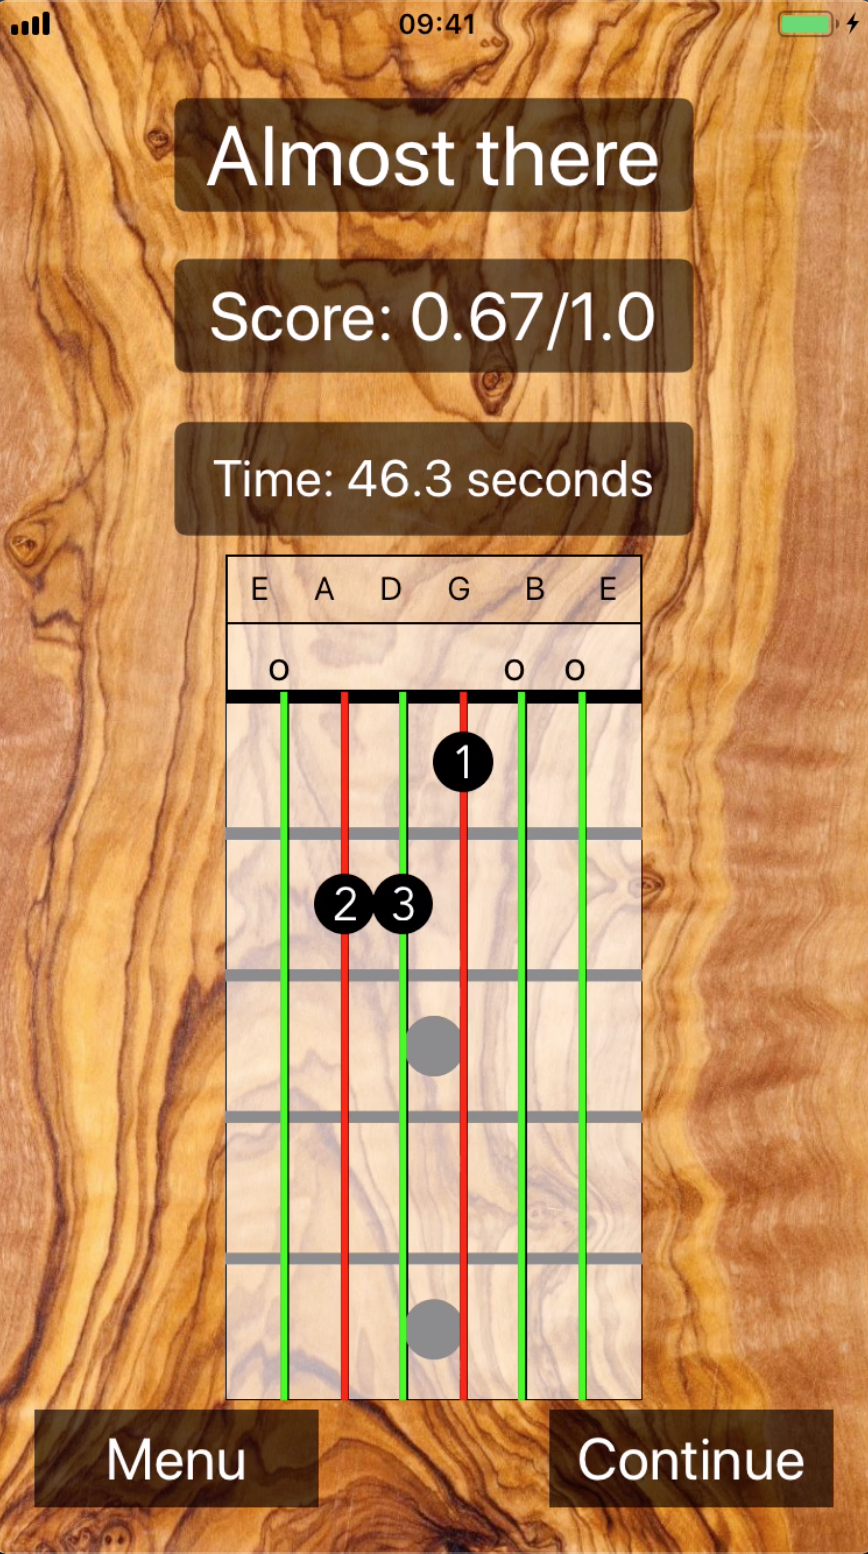 09:41
Almost there
Score: 0.67/1.0
Time: 46.3 seconds
E A D G B E
o o o
1
2 3
Menu Continue